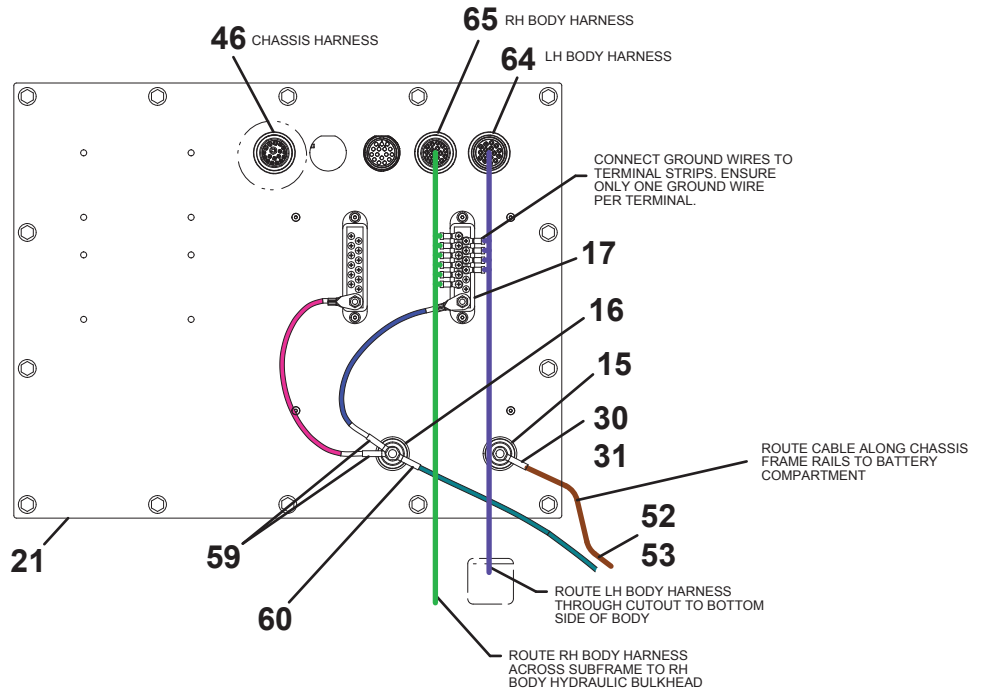 65 RH BODY HARNESS
46 CHASSIS HARNESS
64 LH BODY HARNESS
CONNECT GROUND WIRES TO
TERMINAL STRIPS. ENSURE
ONLY ONE GROUND WIRE
PER TERMINAL.
17
16
15
30
31
ROUTE CABLE ALONG CHASSIS
FRAME RAILS TO BATTERY
COMPARTMENT
52
53
21
59
60
ROUTE LH BODY HARNESS
THROUGH CUTOUT TO BOTTOM
SIDE OF BODY
ROUTE RH BODY HARNESS
ACROSS SUBFRAME TO RH
BODY HYDRAULIC BULKHEAD